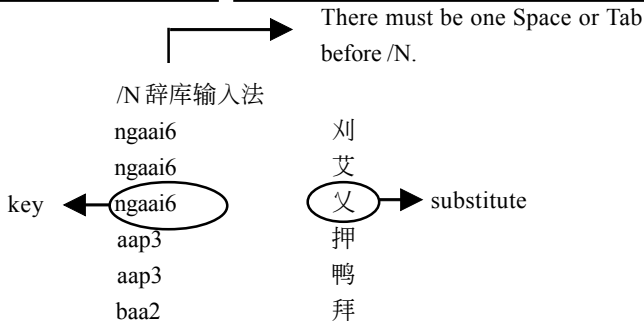 There must be one Space or Tab
before /N.
/N 辞库输入法
ngaai6 刈
ngaai6 艾
key ngaai6 乂 substitute
aap3 押
aap3 鸭
baa2 拜